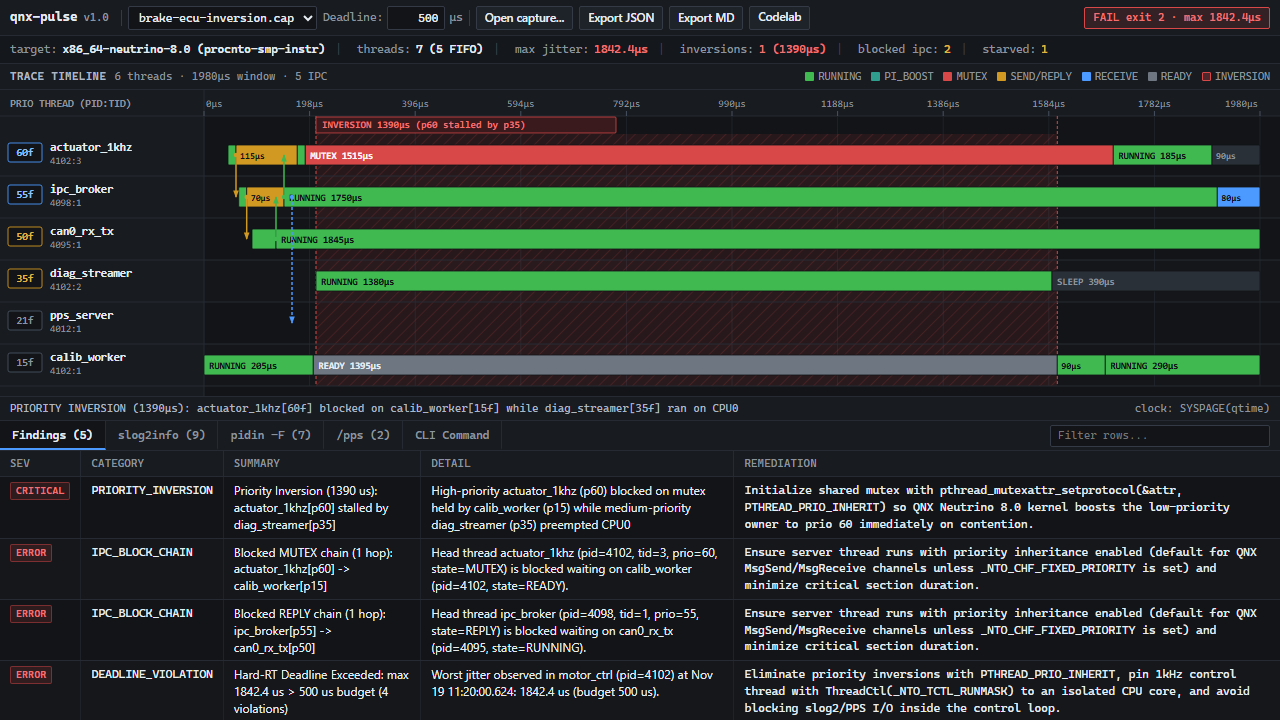 qnx-pulse v1.0 brake-ecu-inversion.cap Deadline: 500 µs Open capture... Export JSON Export MD Codelab FAIL exit 2 · max 1842.4µs
target: x86_64-neutrino-8.0 (procnto-smp-instr) threads: 7 (5 FIFO) max jitter: 1842.4µs inversions: 1 (1390µs) blocked ipc: 2 starved: 1
TRACE TIMELINE 6 threads · 1980µs window · 5 IPC RUNNING PI_BOOST MUTEX SEND/REPLY RECEIVE READY INVERSION
PRIO THREAD (PID:TID) 0µs 198µs 396µs 594µs 792µs 990µs 1188µs 1386µs 1584µs 1782µs 1980µs
INVERSION 1390µs (p60 stalled by p35)
60f actuator_1khz 115µs MUTEX 1515µs RUNNING 185µs 90µs
4102:3
55f ipc_broker 70µs RUNNING 1750µs 80µs
4098:1
50f can0_rx_tx RUNNING 1845µs
4095:1
35f diag_streamer RUNNING 1380µs SLEEP 390µs
4102:2
21f pps_server
4012:1
15f calib_worker RUNNING 205µs READY 1395µs 90µs RUNNING 290µs
4102:1
PRIORITY INVERSION (1390µs): actuator_1khz[60f] blocked on calib_worker[15f] while diag_streamer[35f] ran on CPU0 clock: SYSPAGE(qtime)
Findings (5) slog2info (9) pidin -F (7) /pps (2) CLI Command Filter rows...
SEV CATEGORY SUMMARY DETAIL REMEDIATION
CRITICAL PRIORITY_INVERSION Priority Inversion (1390 us): High-priority actuator_1khz (p60) blocked on mutex Initialize shared mutex with pthread_mutexattr_setprotocol(&attr,
actuator_1khz[p60] stalled by held by calib_worker (p15) while medium-priority PTHREAD_PRIO_INHERIT) so QNX Neutrino 8.0 kernel boosts the low-priority
diag_streamer[p35] diag_streamer (p35) preempted CPU0 owner to prio 60 immediately on contention.
ERROR IPC_BLOCK_CHAIN Blocked MUTEX chain (1 hop): Head thread actuator_1khz (pid=4102, tid=3, prio=60, Ensure server thread runs with priority inheritance enabled (default for QNX
actuator_1khz[p60] -> state=MUTEX) is blocked waiting on calib_worker MsgSend/MsgReceive channels unless _NTO_CHF_FIXED_PRIORITY is set) and
calib_worker[p15] (pid=4102, state=READY). minimize critical section duration.
ERROR IPC_BLOCK_CHAIN Blocked REPLY chain (1 hop): Head thread ipc_broker (pid=4098, tid=1, prio=55, Ensure server thread runs with priority inheritance enabled (default for QNX
ipc_broker[p55] -> state=REPLY) is blocked waiting on can0_rx_tx MsgSend/MsgReceive channels unless _NTO_CHF_FIXED_PRIORITY is set) and
can0_rx_tx[p50] (pid=4095, state=RUNNING). minimize critical section duration.
ERROR DEADLINE_VIOLATION Hard-RT Deadline Exceeded: max Worst jitter observed in motor_ctrl (pid=4102) at Nov Eliminate priority inversions with PTHREAD_PRIO_INHERIT, pin 1kHz control
1842.4 us > 500 us budget (4 19 11:20:00.624: 1842.4 us (budget 500 us). thread with ThreadCtl(_NTO_TCTL_RUNMASK) to an isolated CPU core, and avoid
violations) blocking slog2/PPS I/O inside the control loop.